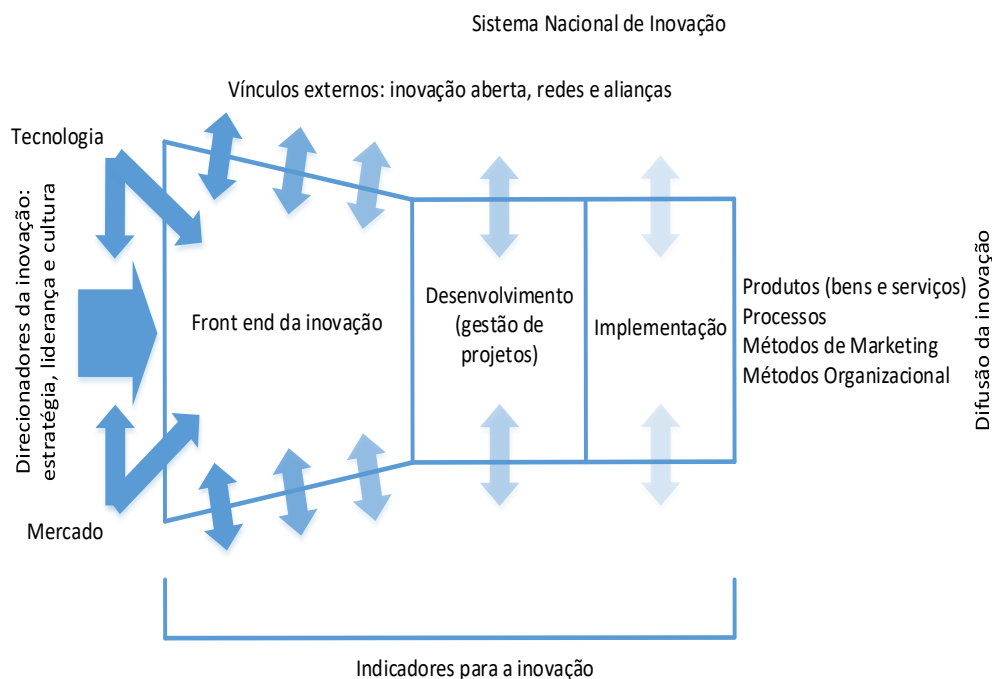 Sistema Nacional de Inovação
Vínculos externos: inovação aberta, redes e alianças
Tecnologia
Direcionadores da inovação:
estratégia, liderança e cultura
Front end da inovação
Desenvolvimento
(gestão de
projetos)
Implementação
Produtos (bens e serviços)
Processos
Métodos de Marketing
Métodos Organizacional
Difusão da inovação
Mercado
Indicadores para a inovação